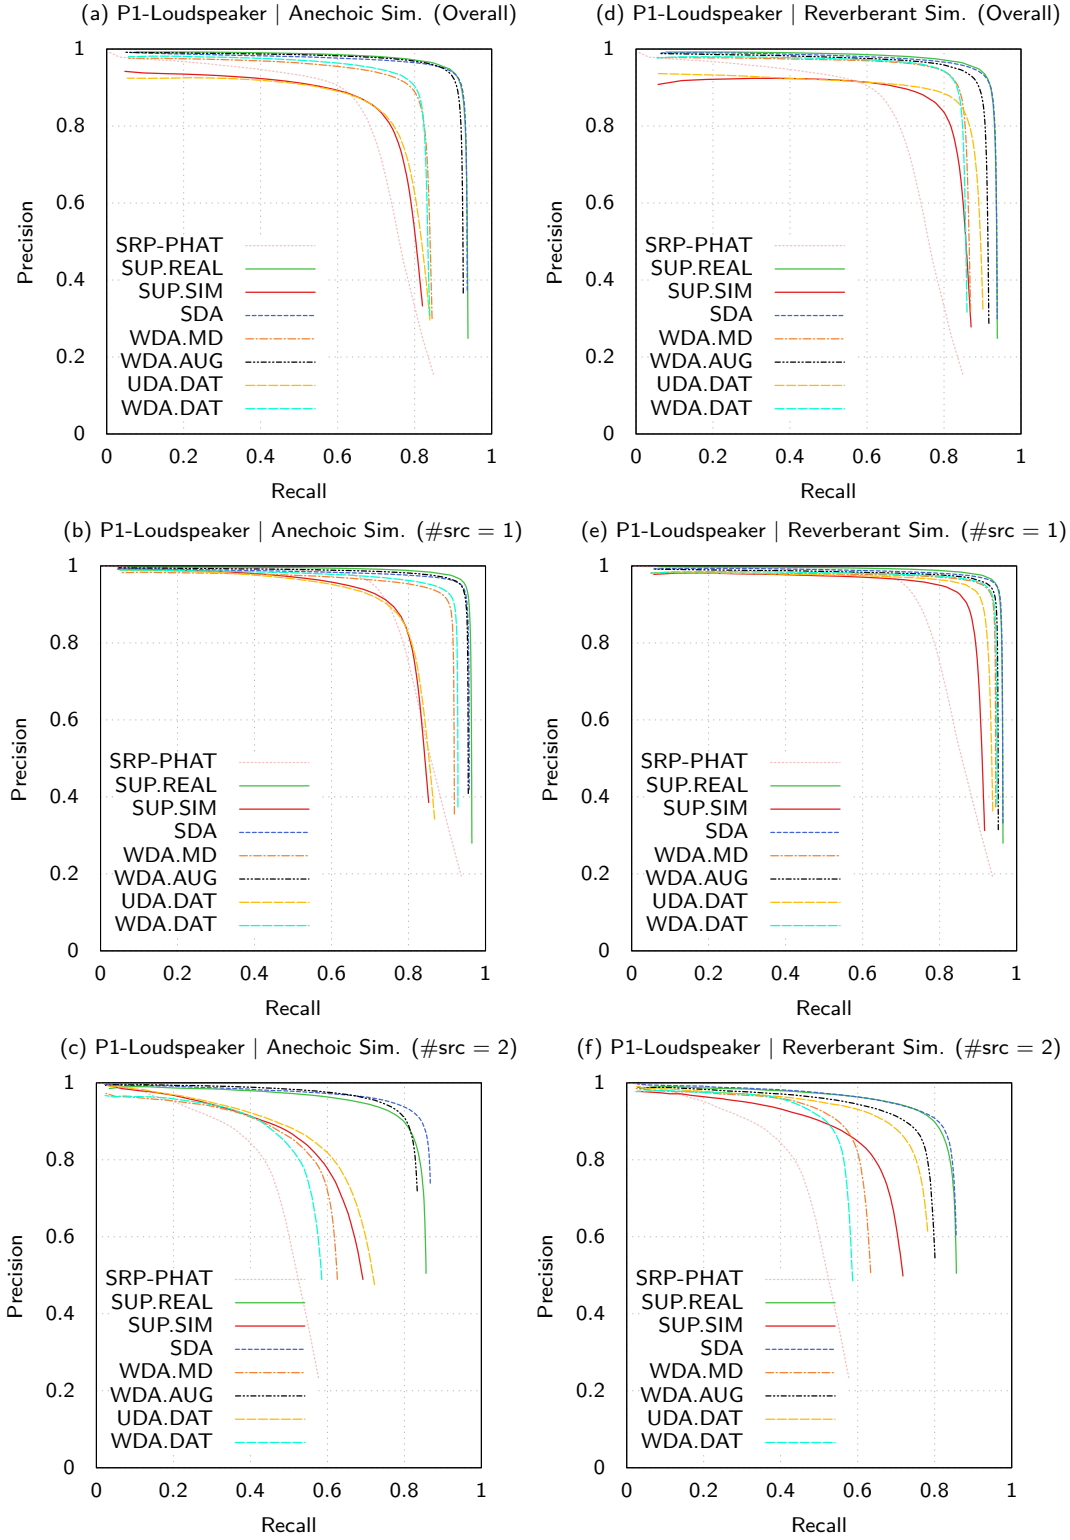 (a) P1-Loudspeaker | Anechoic Sim. (Overall)
1
0.8
0.6
0.4
0.2
0
Precision
SRP-PHAT
SUP.REAL
SUP.SIM
SDA
WDA.MD
WDA.AUG
UDA.DAT
WDA.DAT
0 0.2 0.4 0.6 0.8 1
Recall
(d) P1-Loudspeaker | Reverberant Sim. (Overall)
1
0.8
0.6
0.4
0.2
0
Precision
SRP-PHAT
SUP.REAL
SUP.SIM
SDA
WDA.MD
WDA.AUG
UDA.DAT
WDA.DAT
0 0.2 0.4 0.6 0.8 1
Recall
(b) P1-Loudspeaker | Anechoic Sim. (#src = 1)
1
0.8
0.6
0.4
0.2
0
Precision
SRP-PHAT
SUP.REAL
SUP.SIM
SDA
WDA.MD
WDA.AUG
UDA.DAT
WDA.DAT
0 0.2 0.4 0.6 0.8 1
Recall
(e) P1-Loudspeaker | Reverberant Sim. (#src = 1)
1
0.8
0.6
0.4
0.2
0
Precision
SRP-PHAT
SUP.REAL
SUP.SIM
SDA
WDA.MD
WDA.AUG
UDA.DAT
WDA.DAT
0 0.2 0.4 0.6 0.8 1
Recall
(c) P1-Loudspeaker | Anechoic Sim. (#src = 2)
1
0.8
0.6
0.4
0.2
0
Precision
SRP-PHAT
SUP.REAL
SUP.SIM
SDA
WDA.MD
WDA.AUG
UDA.DAT
WDA.DAT
0 0.2 0.4 0.6 0.8 1
Recall
(f) P1-Loudspeaker | Reverberant Sim. (#src = 2)
1
0.8
0.6
0.4
0.2
0
Precision
SRP-PHAT
SUP.REAL
SUP.SIM
SDA
WDA.MD
WDA.AUG
UDA.DAT
WDA.DAT
0 0.2 0.4 0.6 0.8 1
Recall